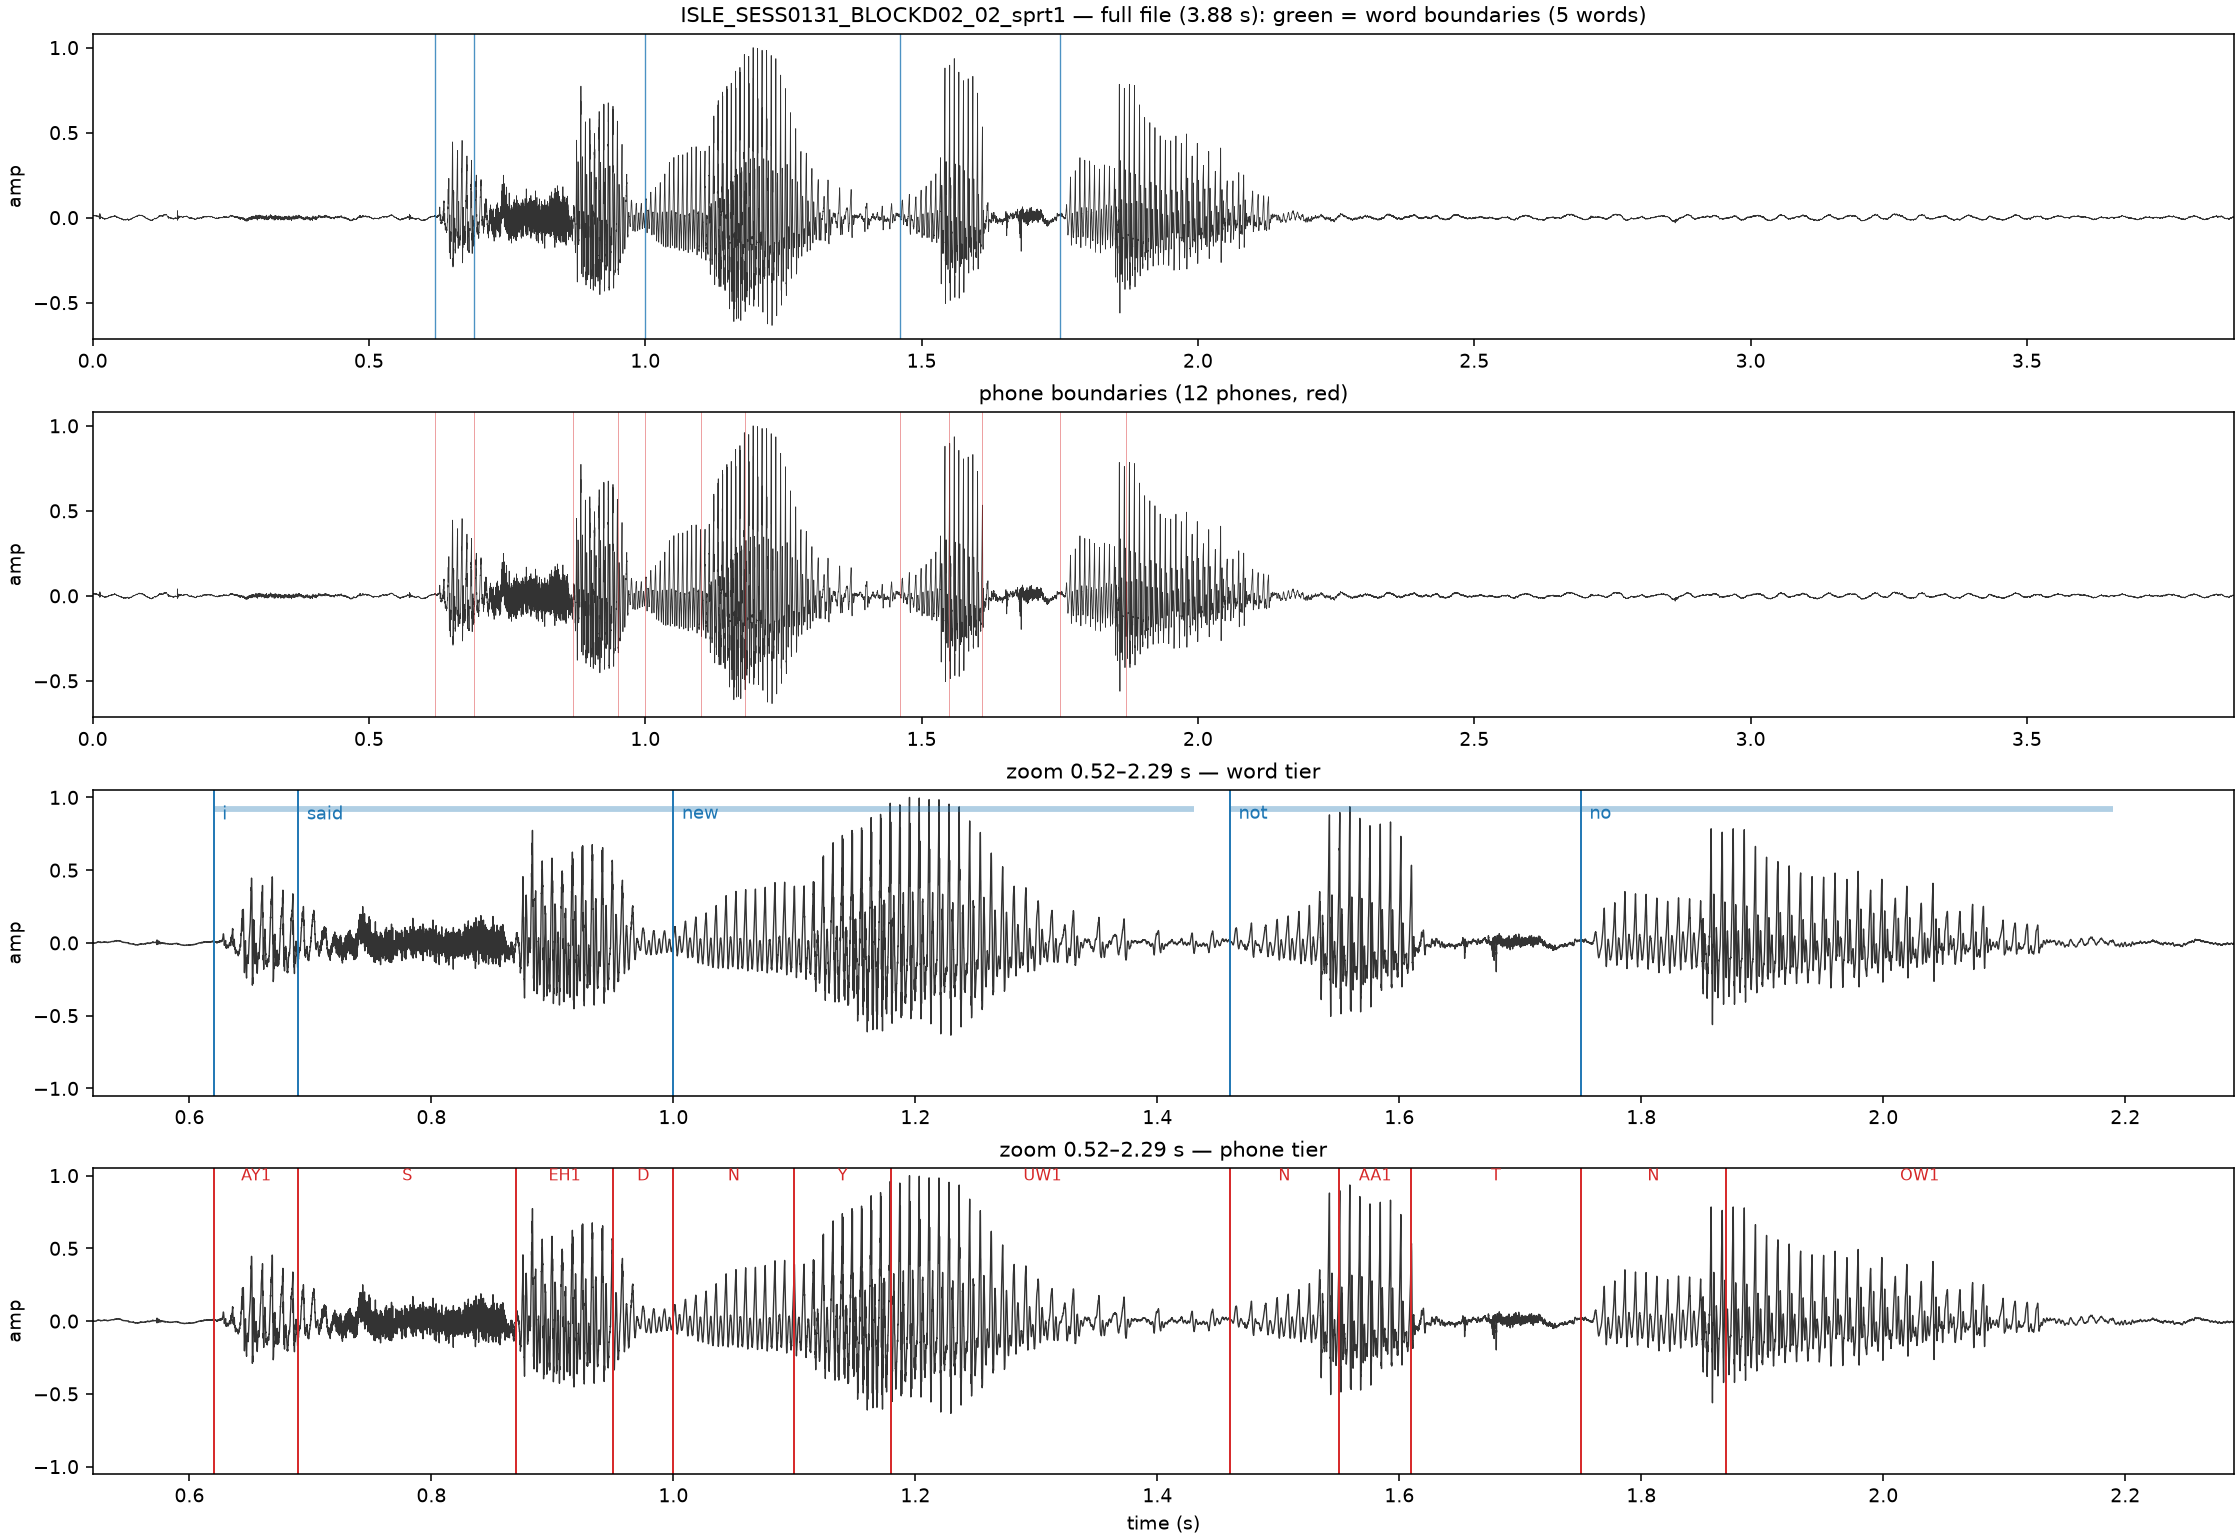 ISLE_SESS0131_BLOCKD02_02_sprt1 — full file (3.88 s): green = word boundaries (5 words)
1.0
0.5
0.0
−0.5
amp
0.0 0.5 1.0 1.5 2.0 2.5 3.0 3.5
phone boundaries (12 phones, red)
1.0
0.5
0.0
−0.5
amp
0.0 0.5 1.0 1.5 2.0 2.5 3.0 3.5
zoom 0.52–2.29 s — word tier
i said new not no
1.0
0.5
0.0
−0.5
−1.0
amp
0.6 0.8 1.0 1.2 1.4 1.6 1.8 2.0 2.2
zoom 0.52–2.29 s — phone tier
AY1 S EH1 D N Y UW1 N AA1 T N OW1
1.0
0.5
0.0
−0.5
−1.0
amp
0.6 0.8 1.0 1.2 1.4 1.6 1.8 2.0 2.2
time (s)